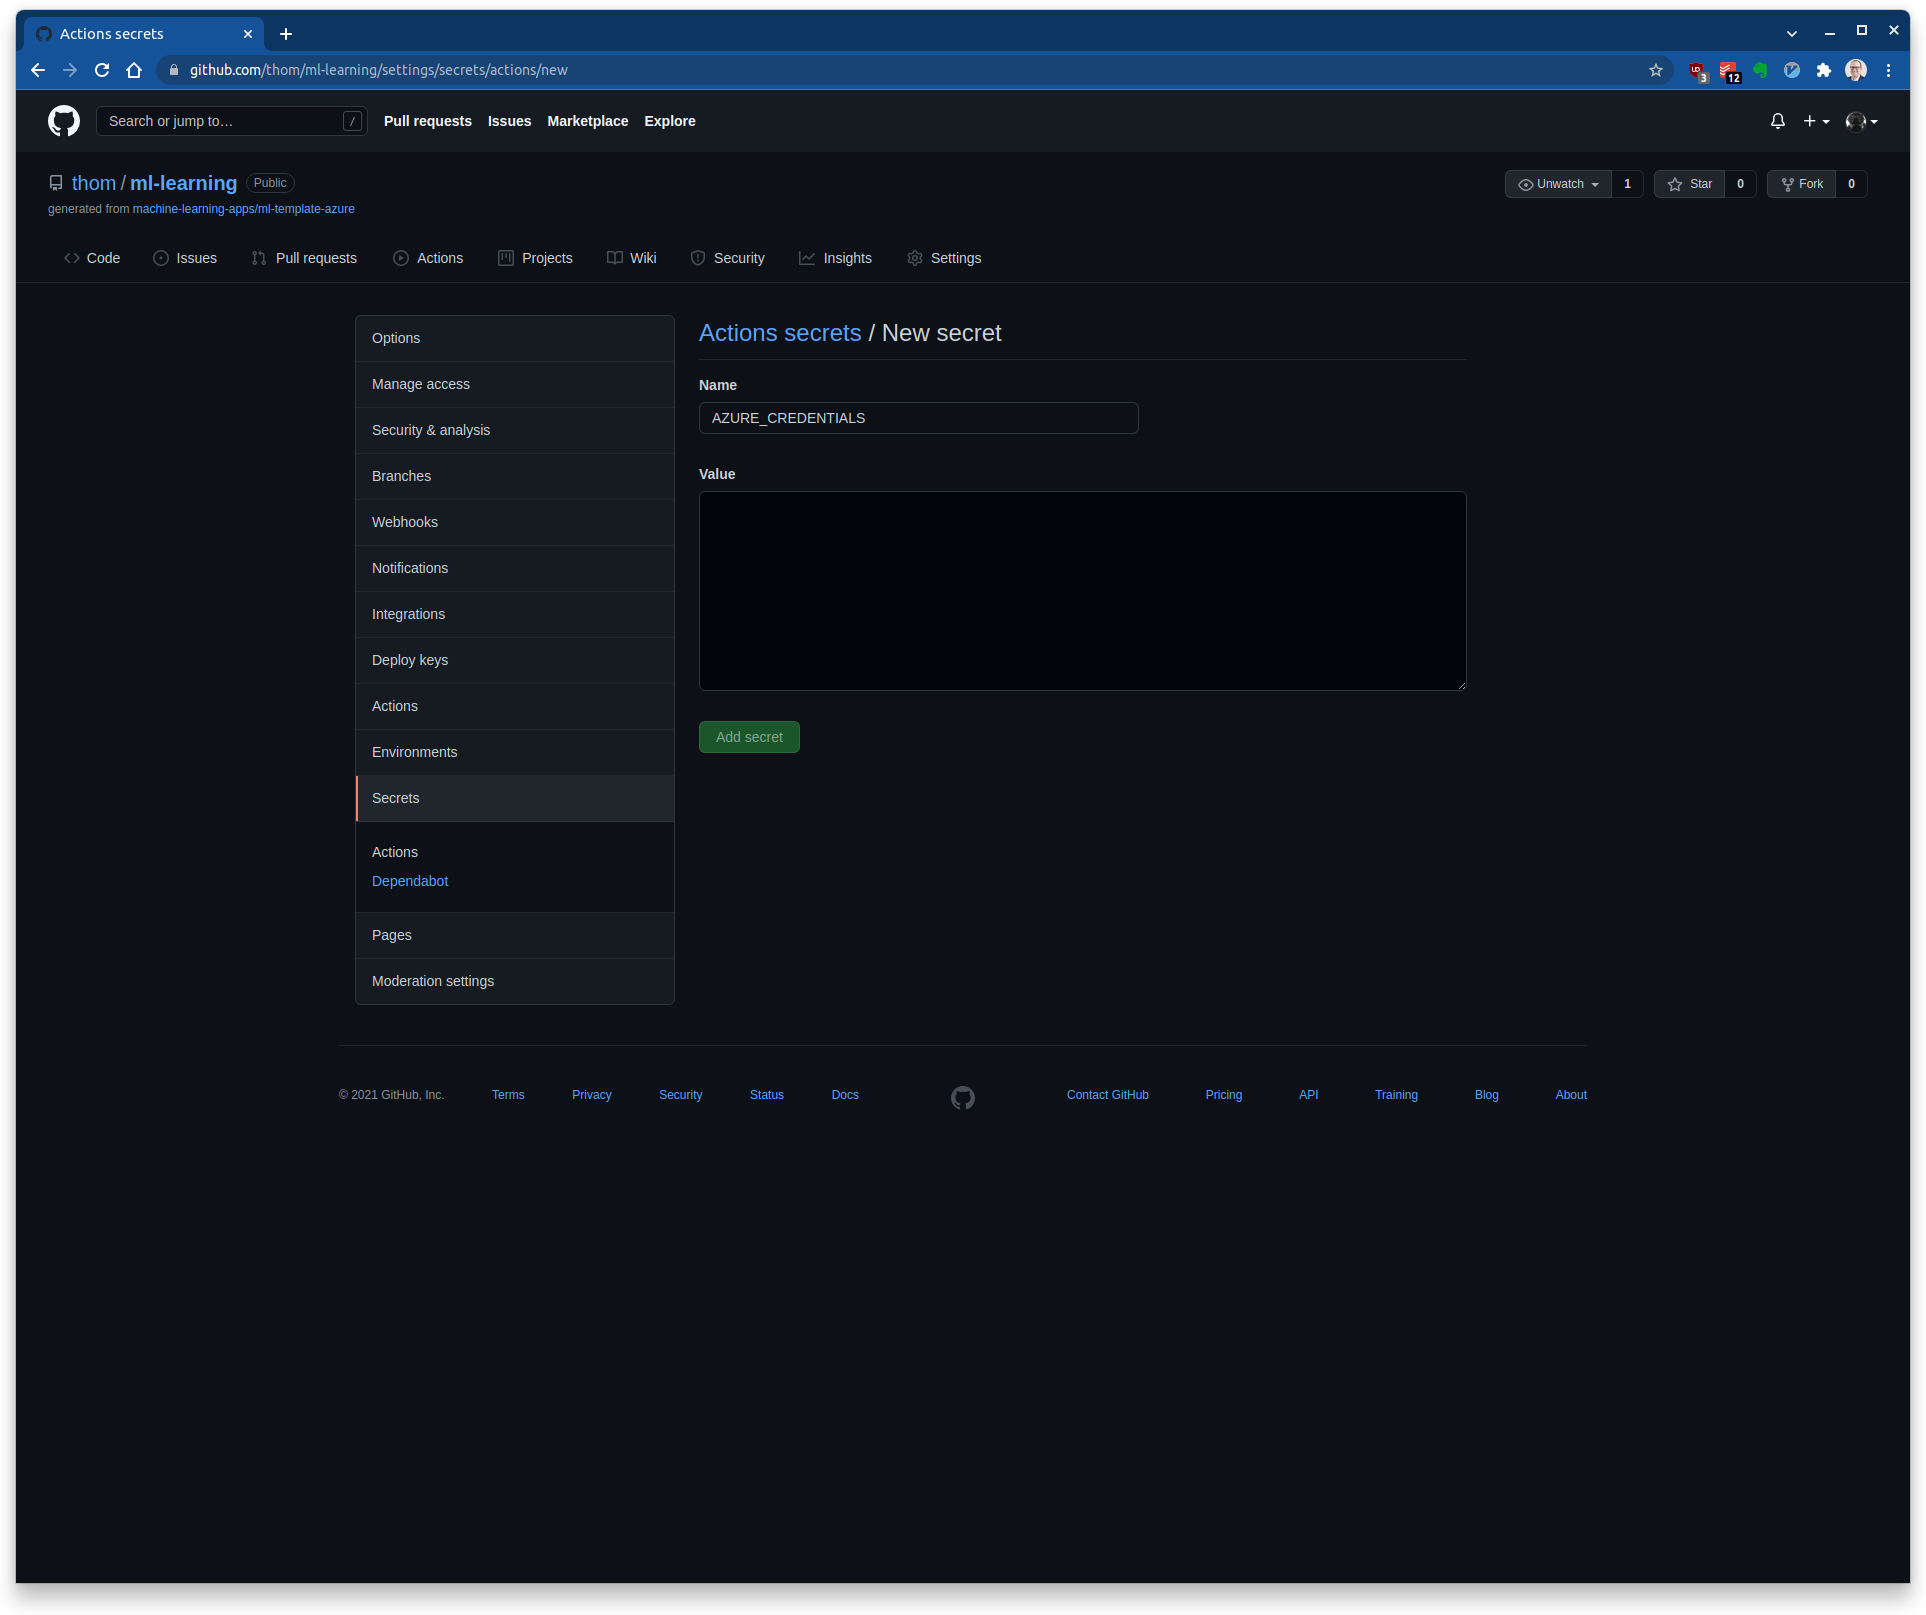 Actions secrets
github.com/thom/ml-learning/settings/secrets/actions/new
3
12
Search or jump to…
/
Pull requests Issues Marketplace Explore
thom / ml-learning Public
Unwatch 1 Star 0 Fork 0
generated from machine-learning-apps/ml-template-azure
Code Issues Pull requests Actions Projects Wiki Security Insights Settings
Options
Manage access
Security & analysis
Branches
Webhooks
Notifications
Integrations
Deploy keys
Actions
Environments
Secrets
Actions
Dependabot
Pages
Moderation settings
Actions secrets / New secret
Name
AZURE_CREDENTIALS
Value
Add secret
© 2021 GitHub, Inc. Terms Privacy Security Status Docs Contact GitHub Pricing API Training Blog About